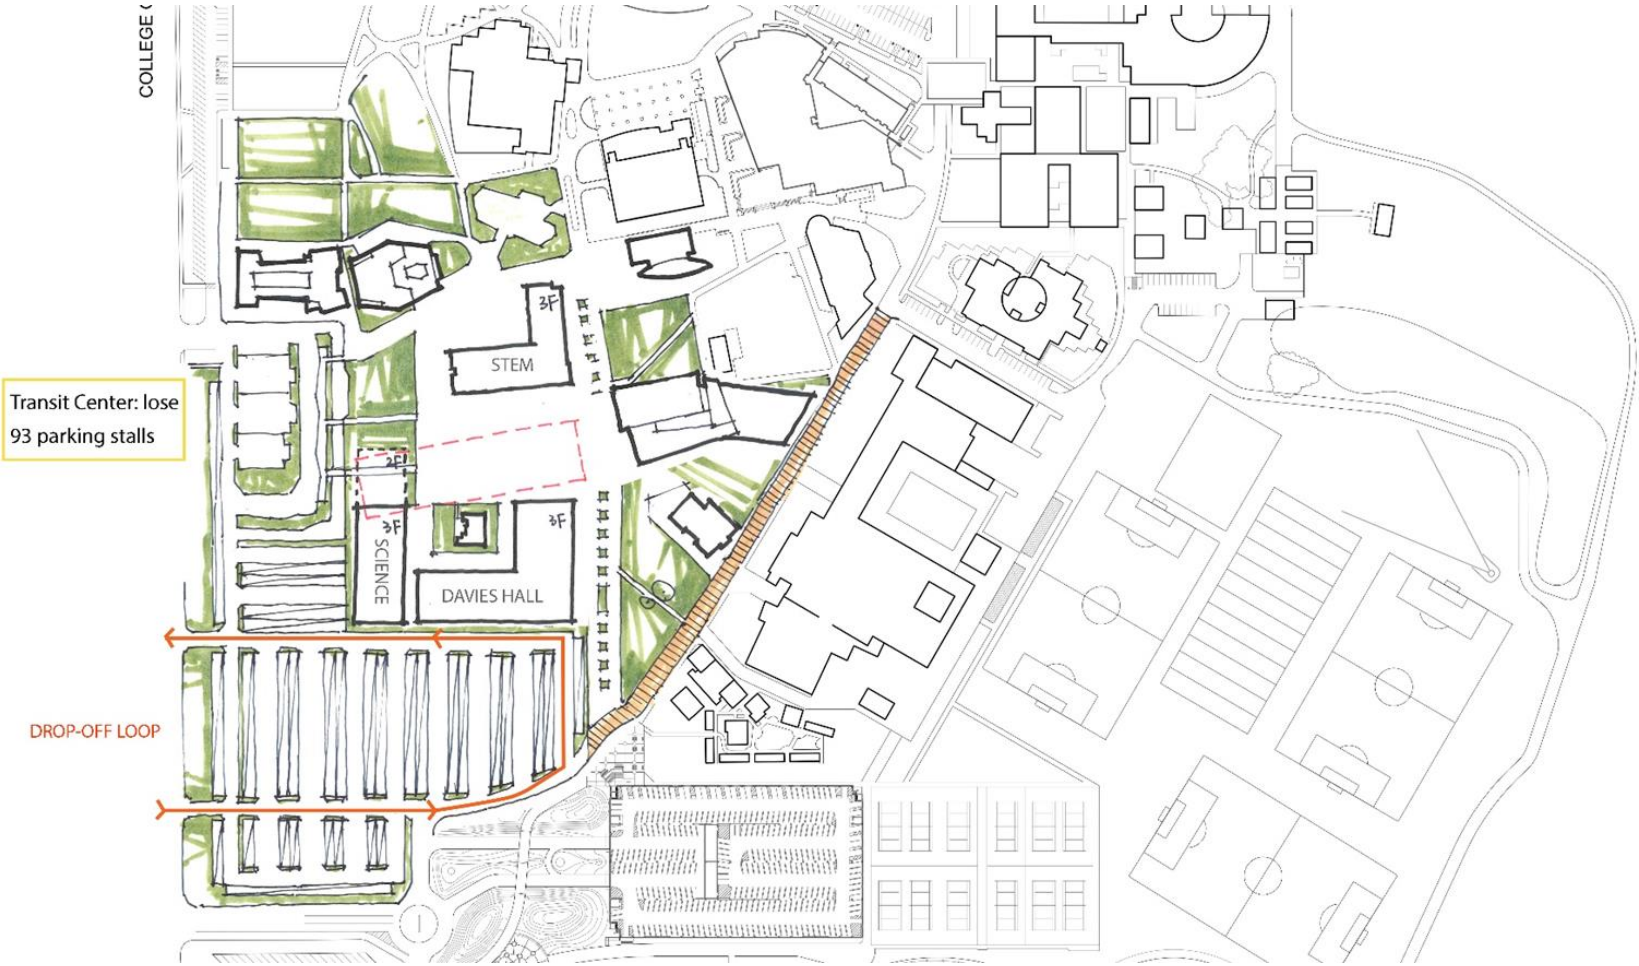 COLLEGE
3F
STEM
Transit Center: lose
93 parking stalls
2F
3F
3F
SCIENCE
DAVIES HALL
DROP-OFF LOOP